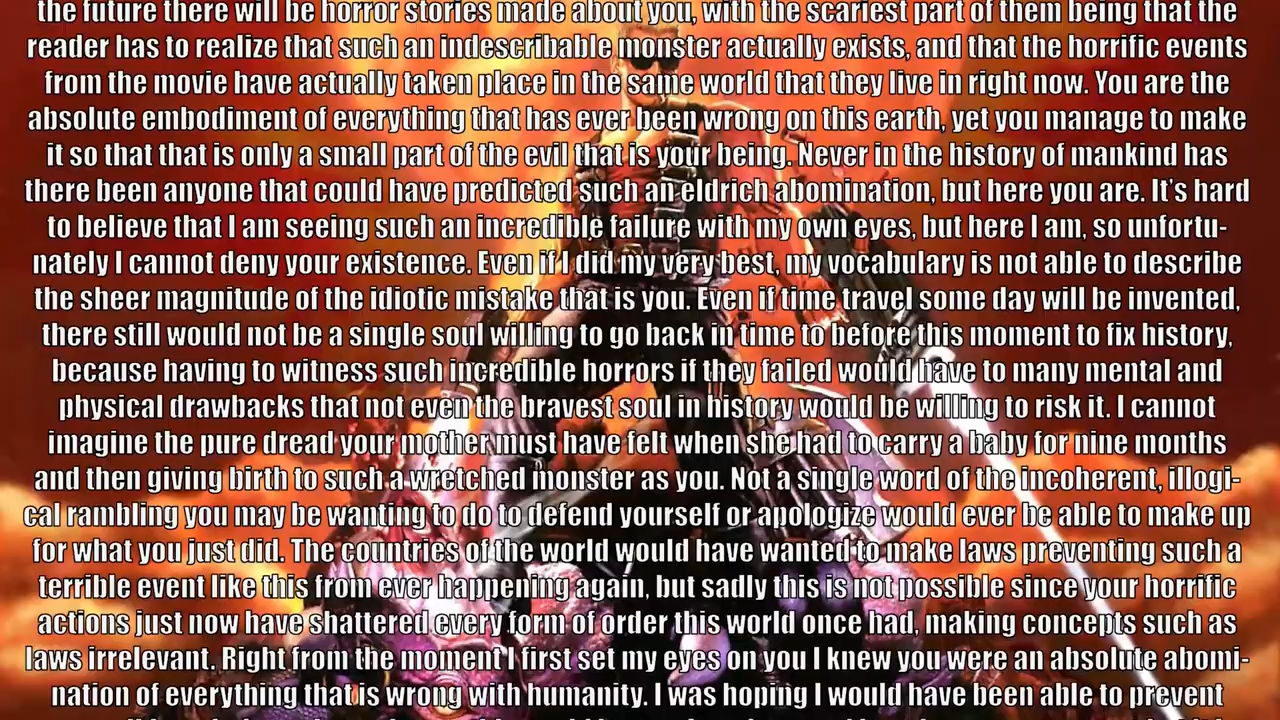 the future there will be horror stories made about you, with the scariest part of them being that the
reader has to realize that such an indescribable monster actually exists, and that the horrific events
from the movie have actually taken place in the same world that they live in right now. You are the
absolute embodiment of everything that has ever been wrong on this earth, yet you manage to make
it so that that is only a small part of the evil that is your being. Never in the history of mankind has
there been anyone that could have predicted such an eldrich abomination, but here you are. It's hard
to believe that I am seeing such an incredible failure with my own eyes, but here I am, so unfortu-
nately I cannot deny your existence. Even if I did my very best, my vocabulary is not able to describe
the sheer magnitude of the idiotic mistake that is you. Even if time travel some day will be invented,
there still would not be a single soul willing to go back in time to before this moment to fix history,
because having to witness such incredible horrors if they failed would have to many mental and
physical drawbacks that not even the bravest soul in history would be willing to risk it. I cannot
imagine the pure dread your mother must have felt when she had to carry a baby for nine months
and then giving birth to such a wretched monster as you. Not a single word of the incoherent, illogi-
cal rambling you may be wanting to do to defend yourself or apologize would ever be able to make up
for what you just did. The countries of the world would have wanted to make laws preventing such a
terrible event like this from ever happening again, but sadly this is not possible since your horrific
actions just now have shattered every form of order this world once had, making concepts such as
laws irrelevant. Right from the moment I first set my eyes on you I knew you were an absolute abomi-
nation of everything that is wrong with humanity. I was hoping I would have been able to prevent